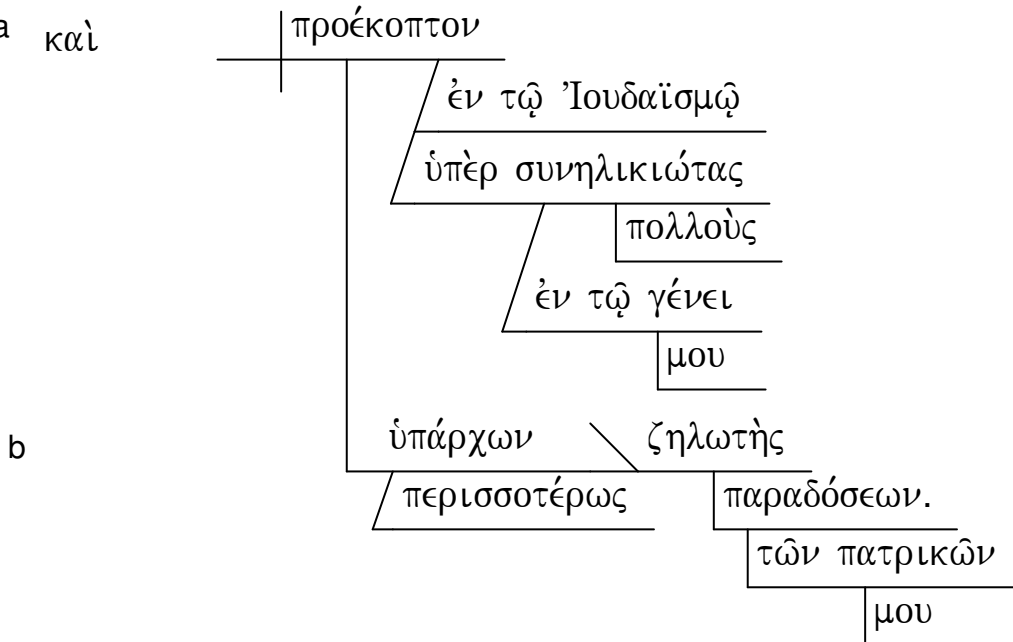 a καὶ προέκοπτον
ἐν τῷ Ἰουδαϊσμῷ
ὑπὲρ συνηλικιώτας
πολλοὺς
ἐν τῷ γένει
μου
b ὑπάρχων ζηλωτὴς
περισσοτέρως παραδόσεων.
τῶν πατρικῶν
μου